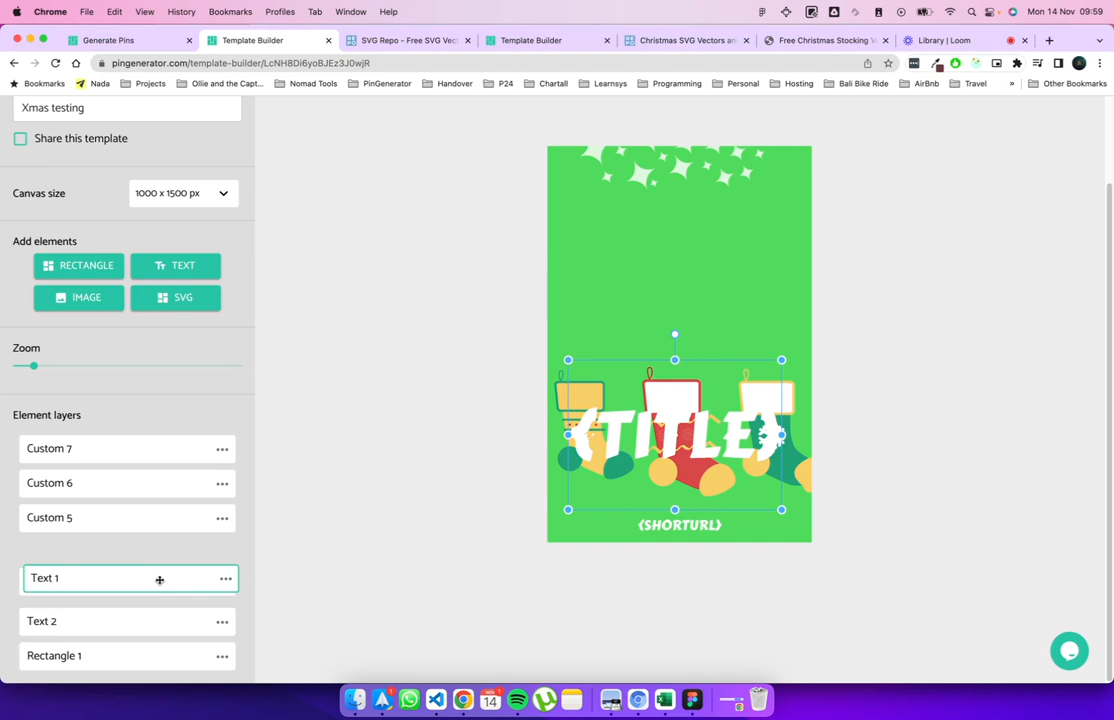 Chrome File Edit View History Bookmarks Profiles Tab Window Help Mon 14 Nov 09:59
Generate Pins Template Builder SVG Repo - Free SVG Vect Template Builder Christmas SVG Vectors an Free Christmas Stocking V Library | Loom
pingenerator.com/template-builder/LcNH8Di6yoBJEz3J0wjR
Bookmarks Nada Projects Ollie and the Capt... Nomad Tools PinGenerator Handover P24 Chartall Learnsys Programming Personal Hosting Bali Bike Ride AirBnb Travel » Other Bookmarks
Xmas testing
Share this template
Canvas size 1000 x 1500 px
Add elements
RECTANGLE TEXT
IMAGE SVG
Zoom
Element layers
Custom 7
Custom 6
Custom 5
Text 1
Text 2
Rectangle 1
{TITLE}
{SHORTURL}
NOV
14